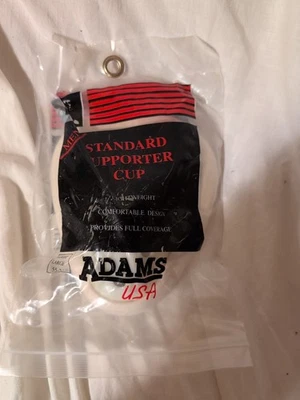 STANDARD
SUPPORTER
CUP
COMFORTABLE DESIGN
PROVIDES FULL COVERAGE
ADAMS
USA